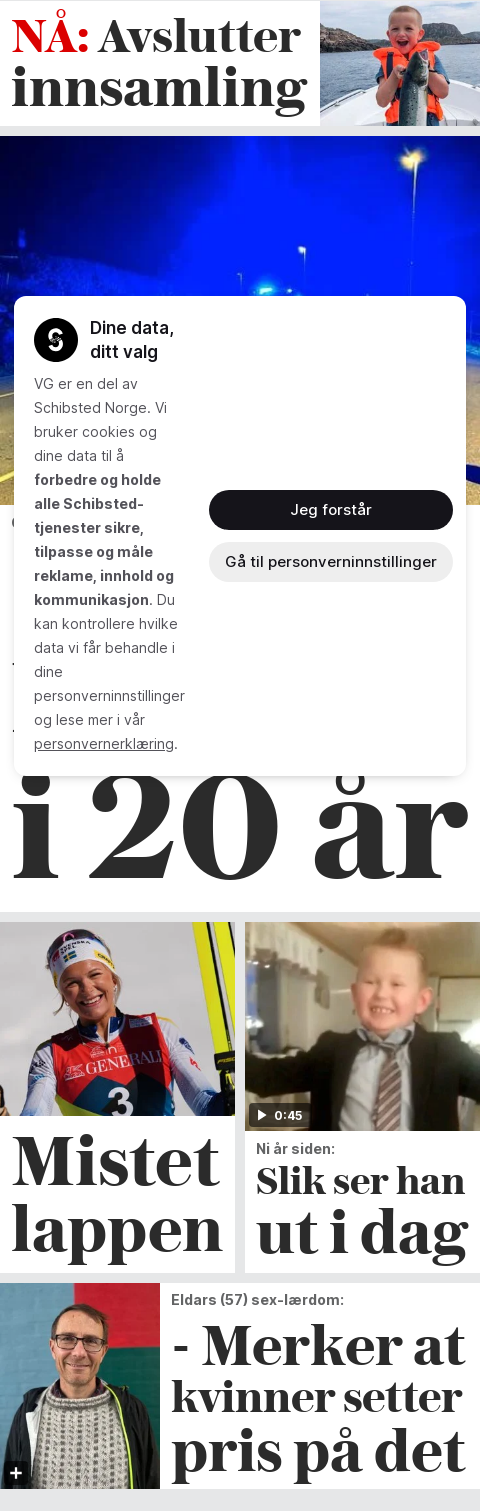 NÅ: Avslutter
innsamling
Dine data,
ditt valg
VG er en del av
Schibsted Norge. Vi
bruker cookies og
dine data til å
forbedre og holde
alle Schibsted-
tjenester sikre,
tilpasse og måle
reklame, innhold og
kommunikasjon. Du
kan kontrollere hvilke
data vi får behandle i
dine
personverninnstillinger
og lese mer i vår
personvernerklæring.
Jeg forstår
Gå til personverninnstillinger
i 20 år
SVENSKA
SPEL
GENERALI
3
Mistet
lappen
0:45
Ni år siden:
Slik ser han
ut i dag
Eldars (57) sex-lærdom:
- Merker at
kvinner setter
pris på det